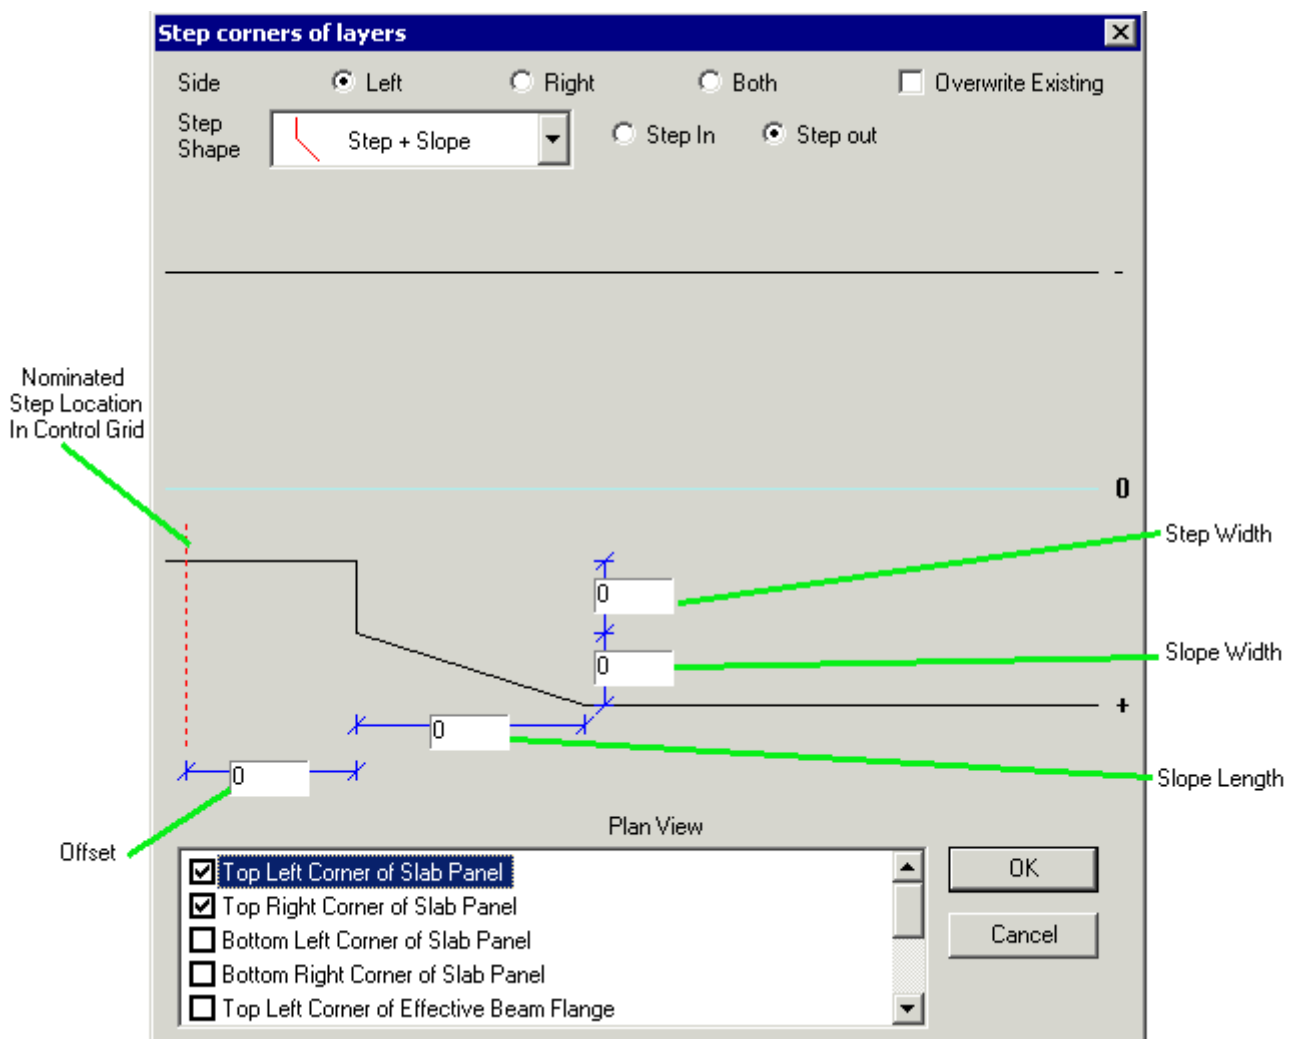 Step corners of layers
Side Left Right Both Overwrite Existing
Step
Shape
Step + Slope Step In Step out
-
Nominated
Step Location
In Control Grid
0
Step Width
0
Slope Width
0
+
0
Slope Length
0
Offset
Plan View
Top Left Corner of Slab Panel
Top Right Corner of Slab Panel
Bottom Left Corner of Slab Panel
Bottom Right Corner of Slab Panel
Top Left Corner of Effective Beam Flange
OK
Cancel